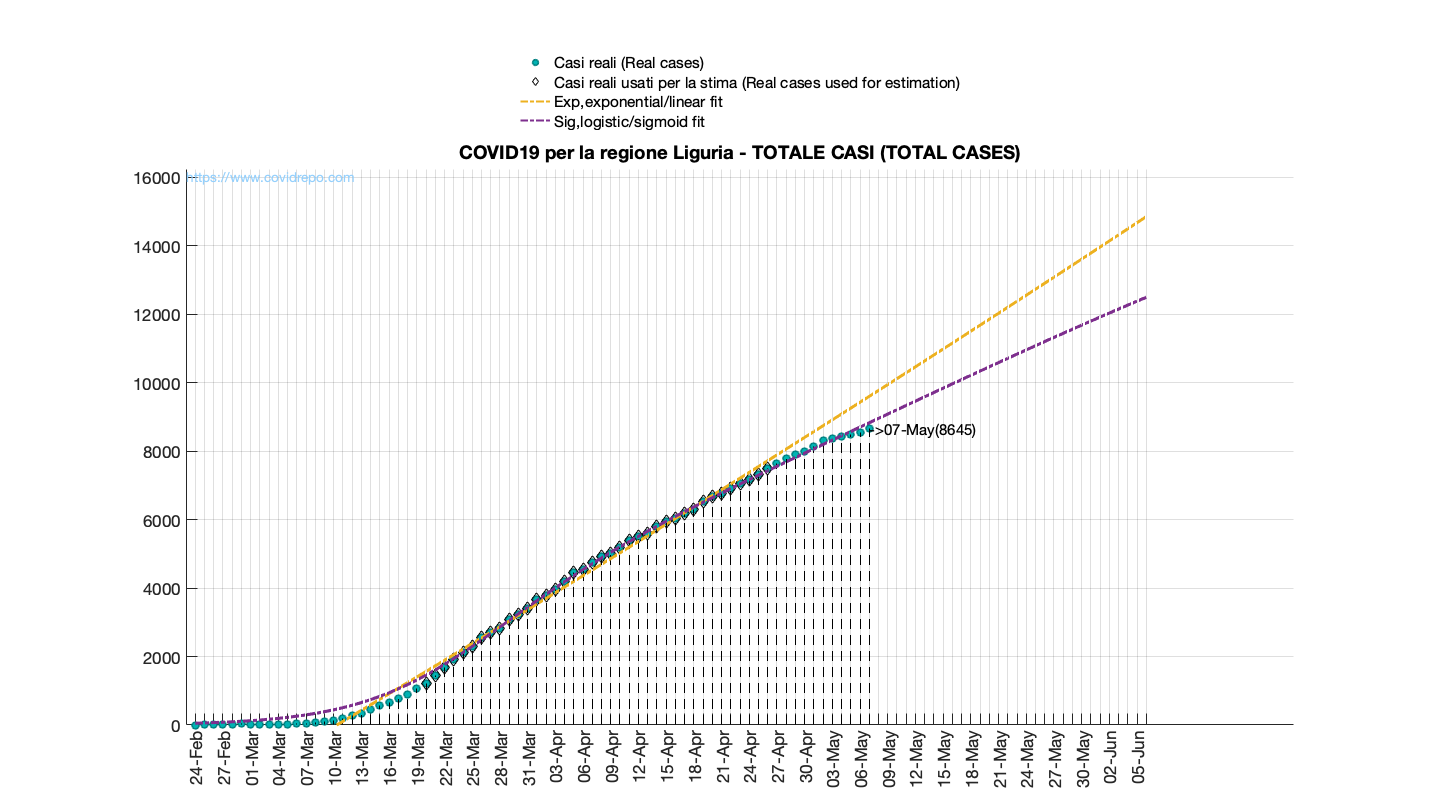 Casi reali (Real cases)
Casi reali usati per la stima (Real cases used for estimation)
Exp,exponential/linear fit
Sig,logistic/sigmoid fit
COVID19 per la regione Liguria - TOTALE CASI (TOTAL CASES)
https://www.covidrepo.com
16000
14000
12000
10000
8000
6000
4000
2000
0
>07-May(8645)
24-Feb
27-Feb
01-Mar
04-Mar
07-Mar
10-Mar
13-Mar
16-Mar
19-Mar
22-Mar
25-Mar
28-Mar
31-Mar
03-Apr
06-Apr
09-Apr
12-Apr
15-Apr
18-Apr
21-Apr
24-Apr
27-Apr
30-Apr
03-May
06-May
09-May
12-May
15-May
18-May
21-May
24-May
27-May
30-May
02-Jun
05-Jun